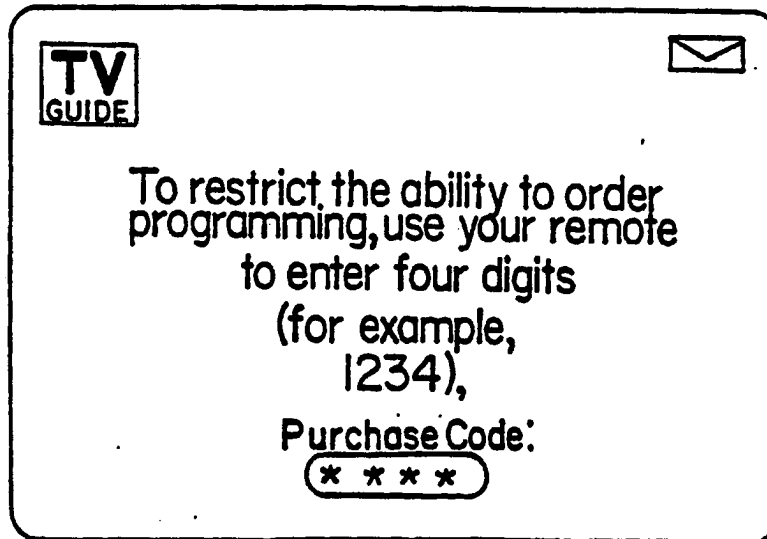 TV
GUIDE
To restrict the ability to order
programming, use your remote
to enter four digits
(for example,
1234),
Purchase Code:
* * * *